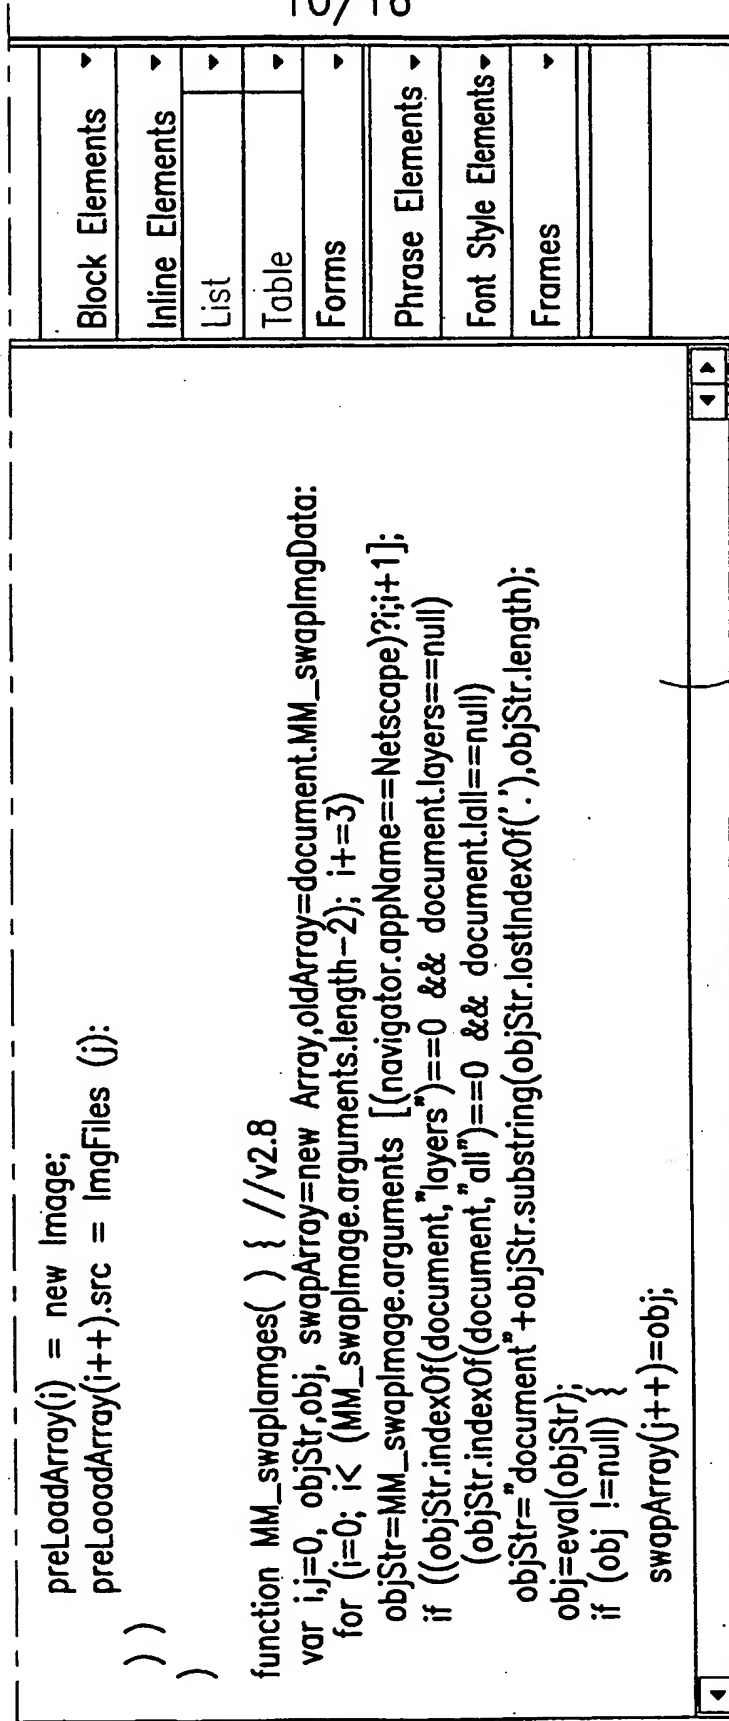 10/16
preLoadArray(i) = new Image;
preLooadArray(i++).src = ImgFiles (j):
) )
)
function MM_swaplamges( ) { //v2.8
var i,j=0, objStr,obj, swapArray=new Array,oldArray=document.MM_swapImgData:
for (i=0; i< (MM_swapImage.arguments.length-2); i+=3)
objStr=MM_swapImage.arguments [(navigator.appName==Netscape)?i;i+1];
if ((objStr.indexOf(document,"layers")==0 && document.layers==null)
(objStr.indexOf(document,"all")==0 && document.lall==null)
objStr="document"+objStr.substring(objStr.lostIndexOf('.'),objStr.length);
obj=eval(objStr);
if (obj !=null) {
swapArray(j++)=obj;
Block Elements
Inline Elements
List
Table
Forms
Phrase Elements
Font Style Elements
Frames